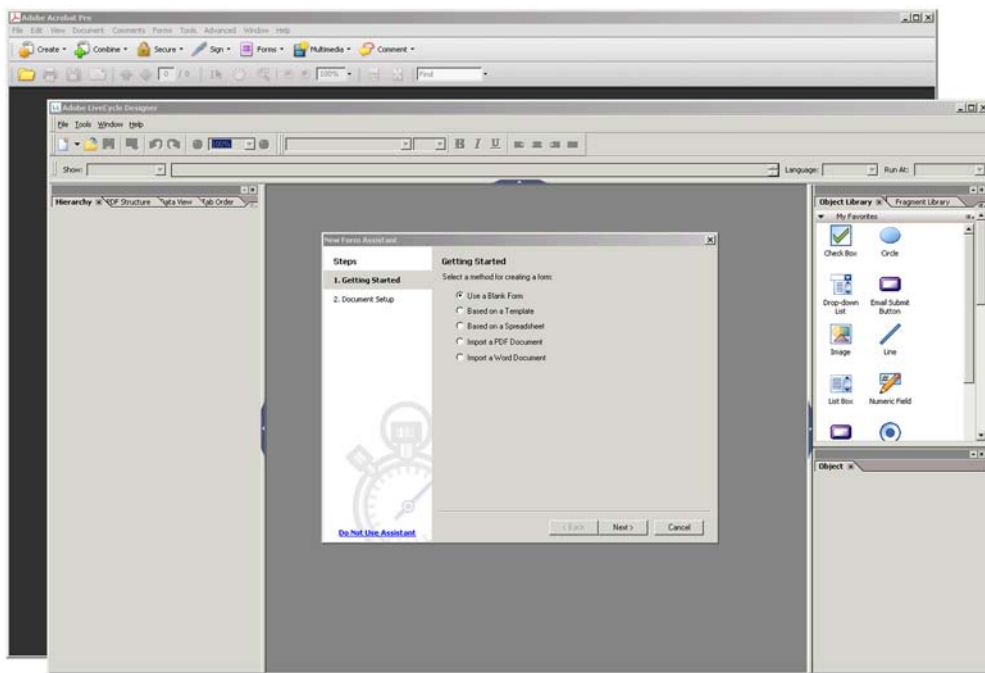 Adobe Acrobat Pro
File Edit View Document Comments Forms Tools Advanced Window Help
Create Combine Secure Sign Forms Multimedia Comment
0 / 0 100% Find
Adobe LiveCycle Designer
File Tools Window Help
100% B I U
Show: Language: Run At:
Hierarchy PDF Structure Data View Tab Order
Object Library Fragment Library
My Favorites
Check Box Circle
Drop-down List Email Submit Button
Image Line
List Box Numeric Field
Object
New Form Assistant
Steps
1. Getting Started
2. Document Setup
Do Not Use Assistant
Getting Started
Select a method for creating a form:
Use a Blank Form
Based on a Template
Based on a Spreadsheet
Import a PDF Document
Import a Word Document
< Back Next > Cancel